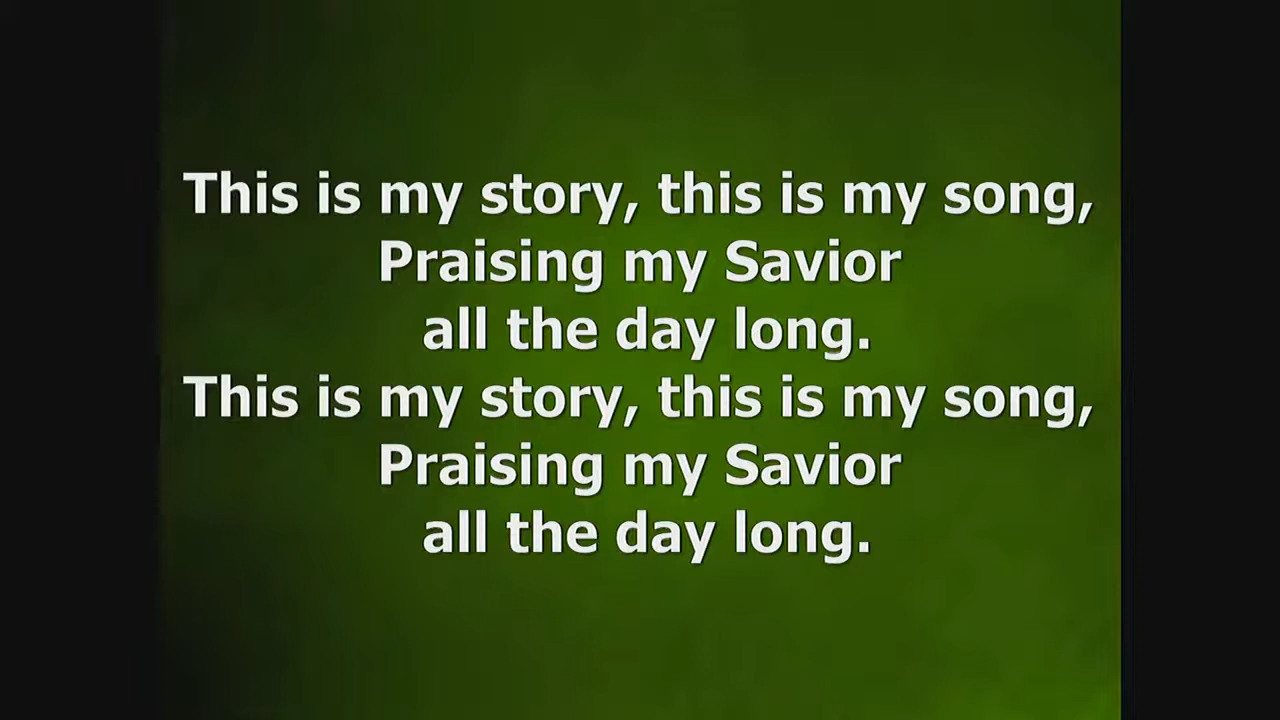 This is my story, this is my song,
Praising my Savior
all the day long.
This is my story, this is my song,
Praising my Savior
all the day long.